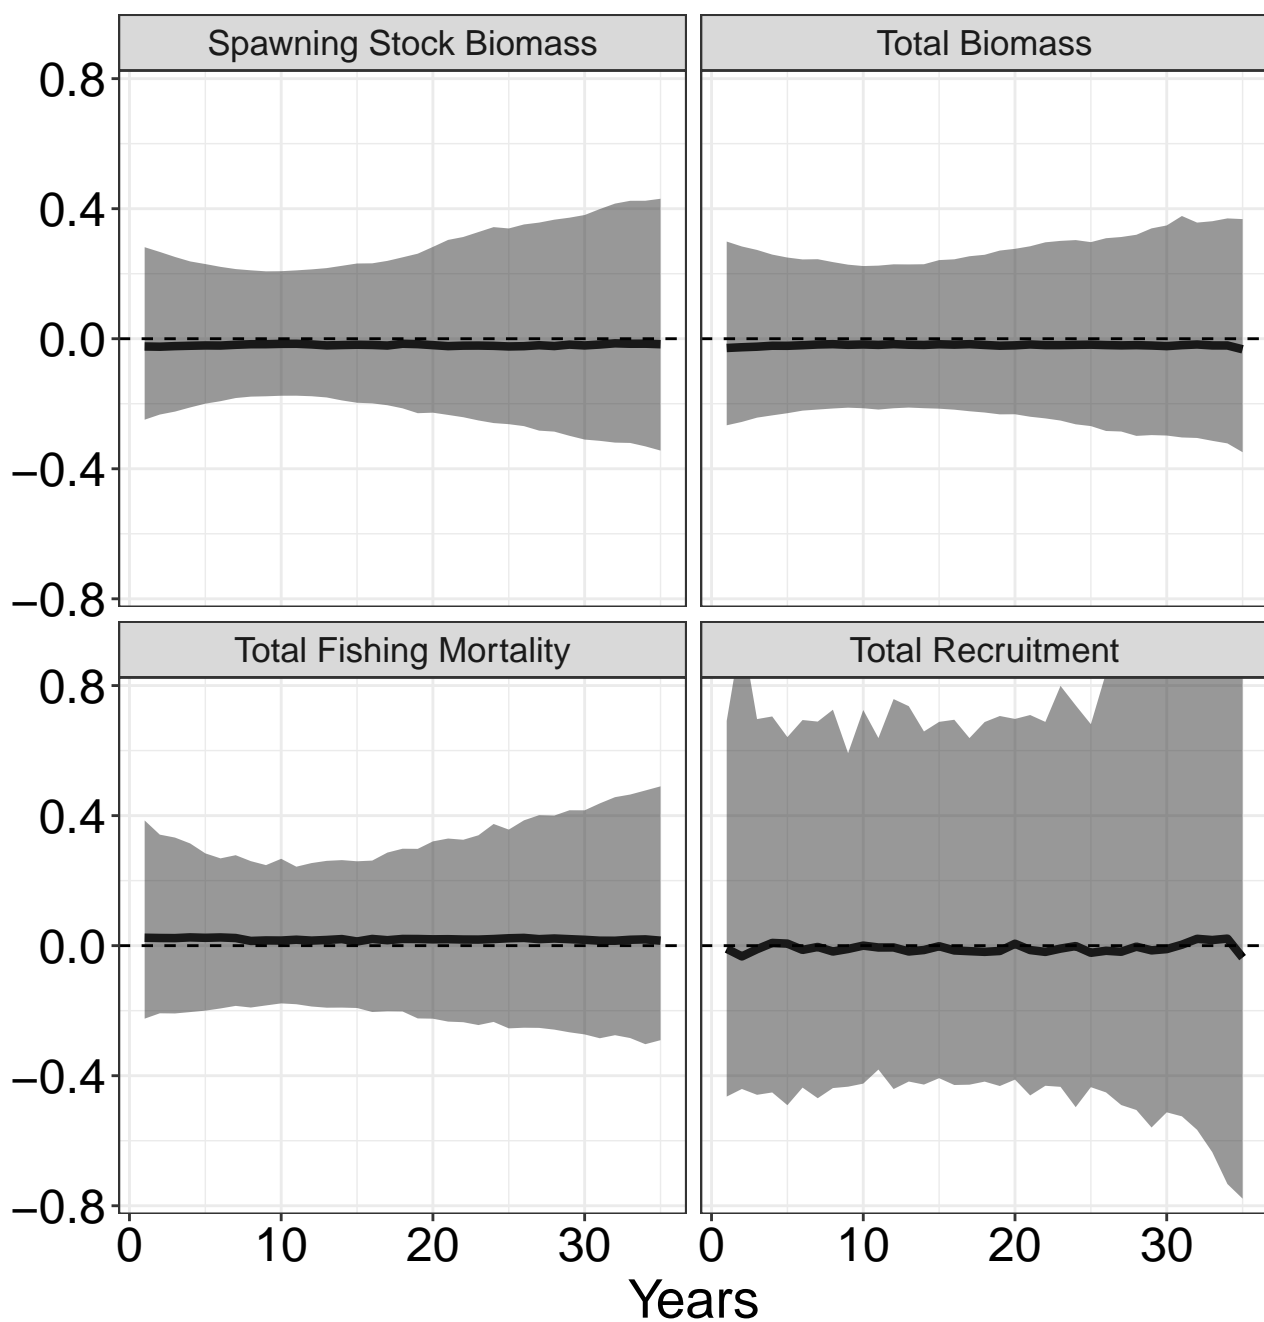 Spawning Stock Biomass
Total Biomass
0.8
0.4
0.0
−0.4
−0.8
Total Fishing Mortality
Total Recruitment
0.8
0.4
0.0
−0.4
−0.8
0 10 20 30
0 10 20 30
Years